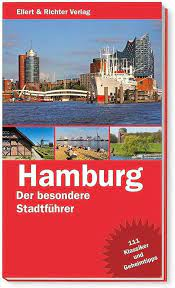 Ellert & Richter Verlag
Hamburg
Der besondere
Stadtführer
111
Klassiker
und
Geheimtipps